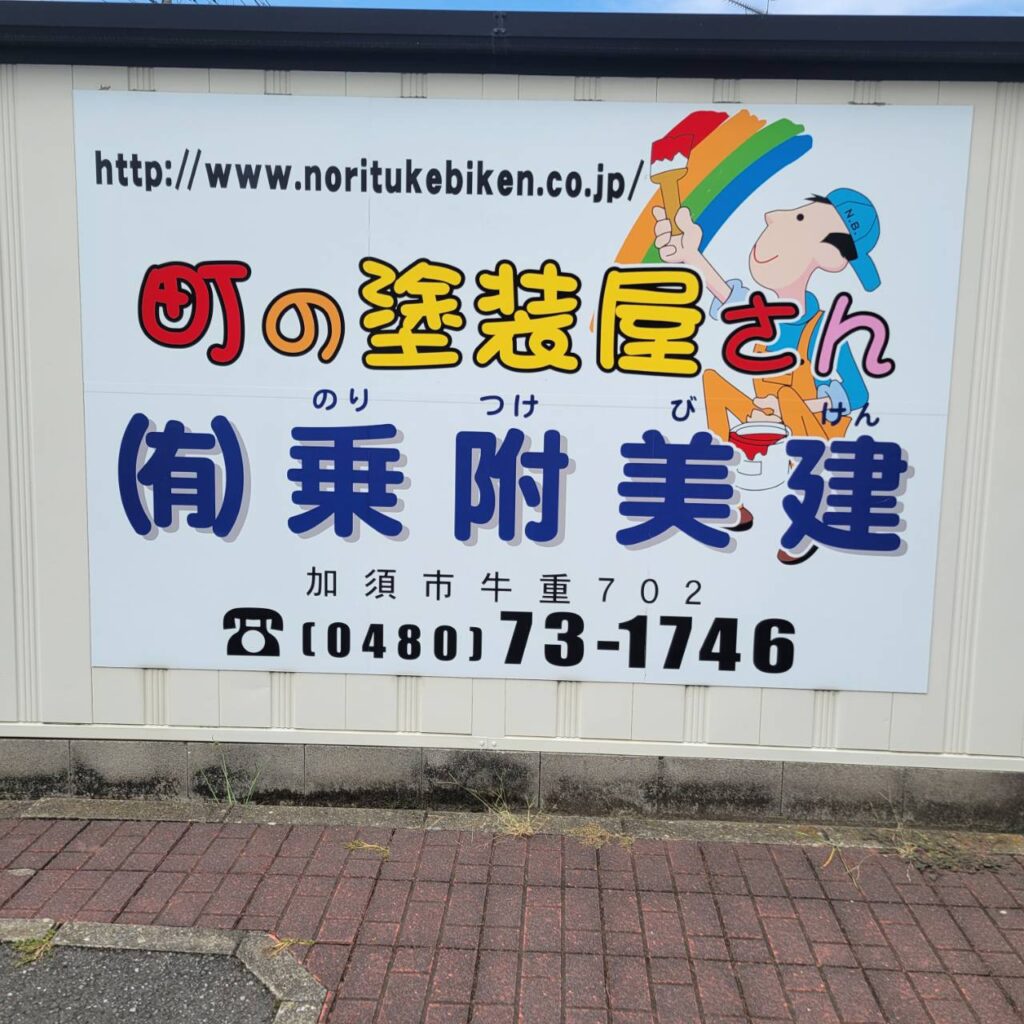 http://www.noritukebiken.co.jp/
N.B.
町の塗装屋さん
のり つけ び けん
(有)乗附美建
加須市牛重702
☎(0480)73-1746